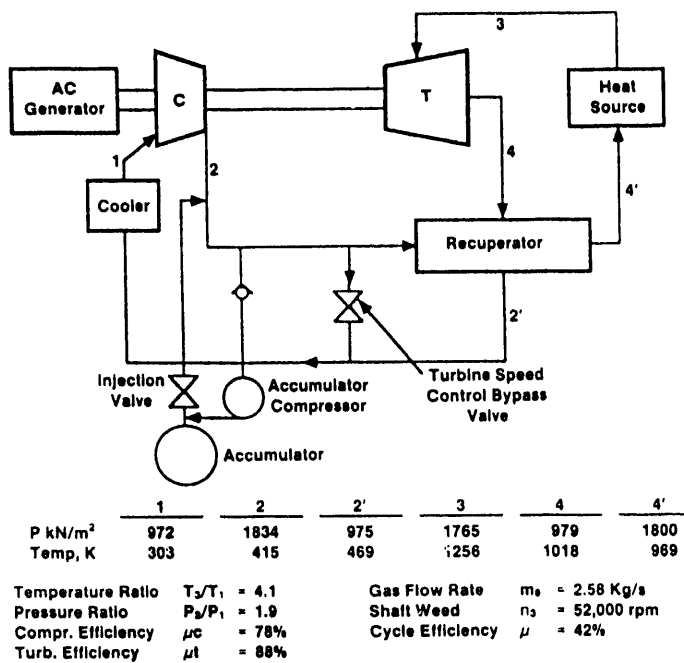 3
AC
Generator
C
T
Heat
Source
1
2
4
4'
Cooler
Recuperator
2'
Injection
Valve
Accumulator
Compressor
Turbine Speed
Control Bypass
Valve
Accumulator
1 2 2' 3 4 4'
P kN/m² 972 1834 975 1765 979 1800
Temp, K 303 415 469 1256 1018 969
Temperature Ratio T₃/T₁ = 4.1
Pressure Ratio P₂/P₁ = 1.9
Compr. Efficiency μc = 78%
Turb. Efficiency μt = 88%
Gas Flow Rate = 2.58 Kg/s
Shaft Weed n₃ = 52,000 rpm
Cycle Efficiency μ = 42%